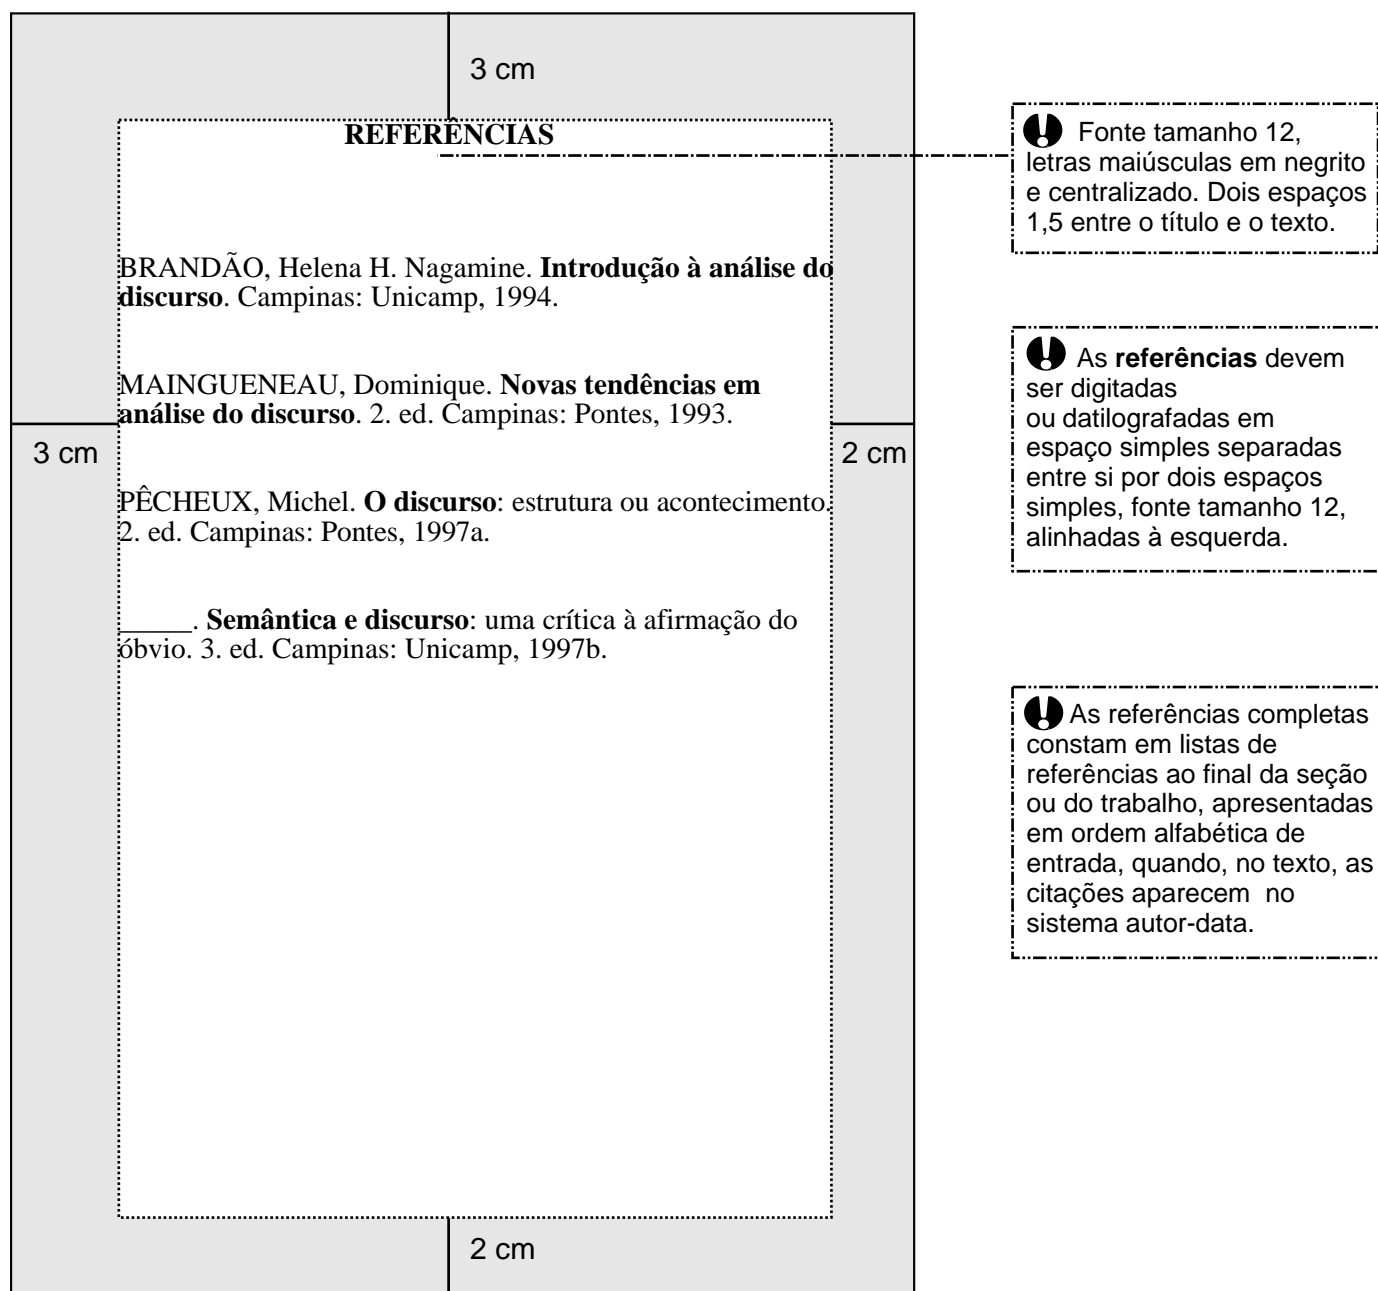 3 cm
REFERÊNCIAS
BRANDÃO, Helena H. Nagamine. Introdução à análise do
discurso. Campinas: Unicamp, 1994.
MAINGUENEAU, Dominique. Novas tendências em
análise do discurso. 2. ed. Campinas: Pontes, 1993.
3 cm
2 cm
PÊCHEUX, Michel. O discurso: estrutura ou acontecimento.
2. ed. Campinas: Pontes, 1997a.
_____. Semântica e discurso: uma crítica à afirmação do
óbvio. 3. ed. Campinas: Unicamp, 1997b.
2 cm
Fonte tamanho 12,
letras maiúsculas em negrito
e centralizado. Dois espaços
1,5 entre o título e o texto.
As referências devem
ser digitadas
ou datilografadas em
espaço simples separadas
entre si por dois espaços
simples, fonte tamanho 12,
alinhadas à esquerda.
As referências completas
constam em listas de
referências ao final da seção
ou do trabalho, apresentadas
em ordem alfabética de
entrada, quando, no texto, as
citações aparecem no
sistema autor-data.